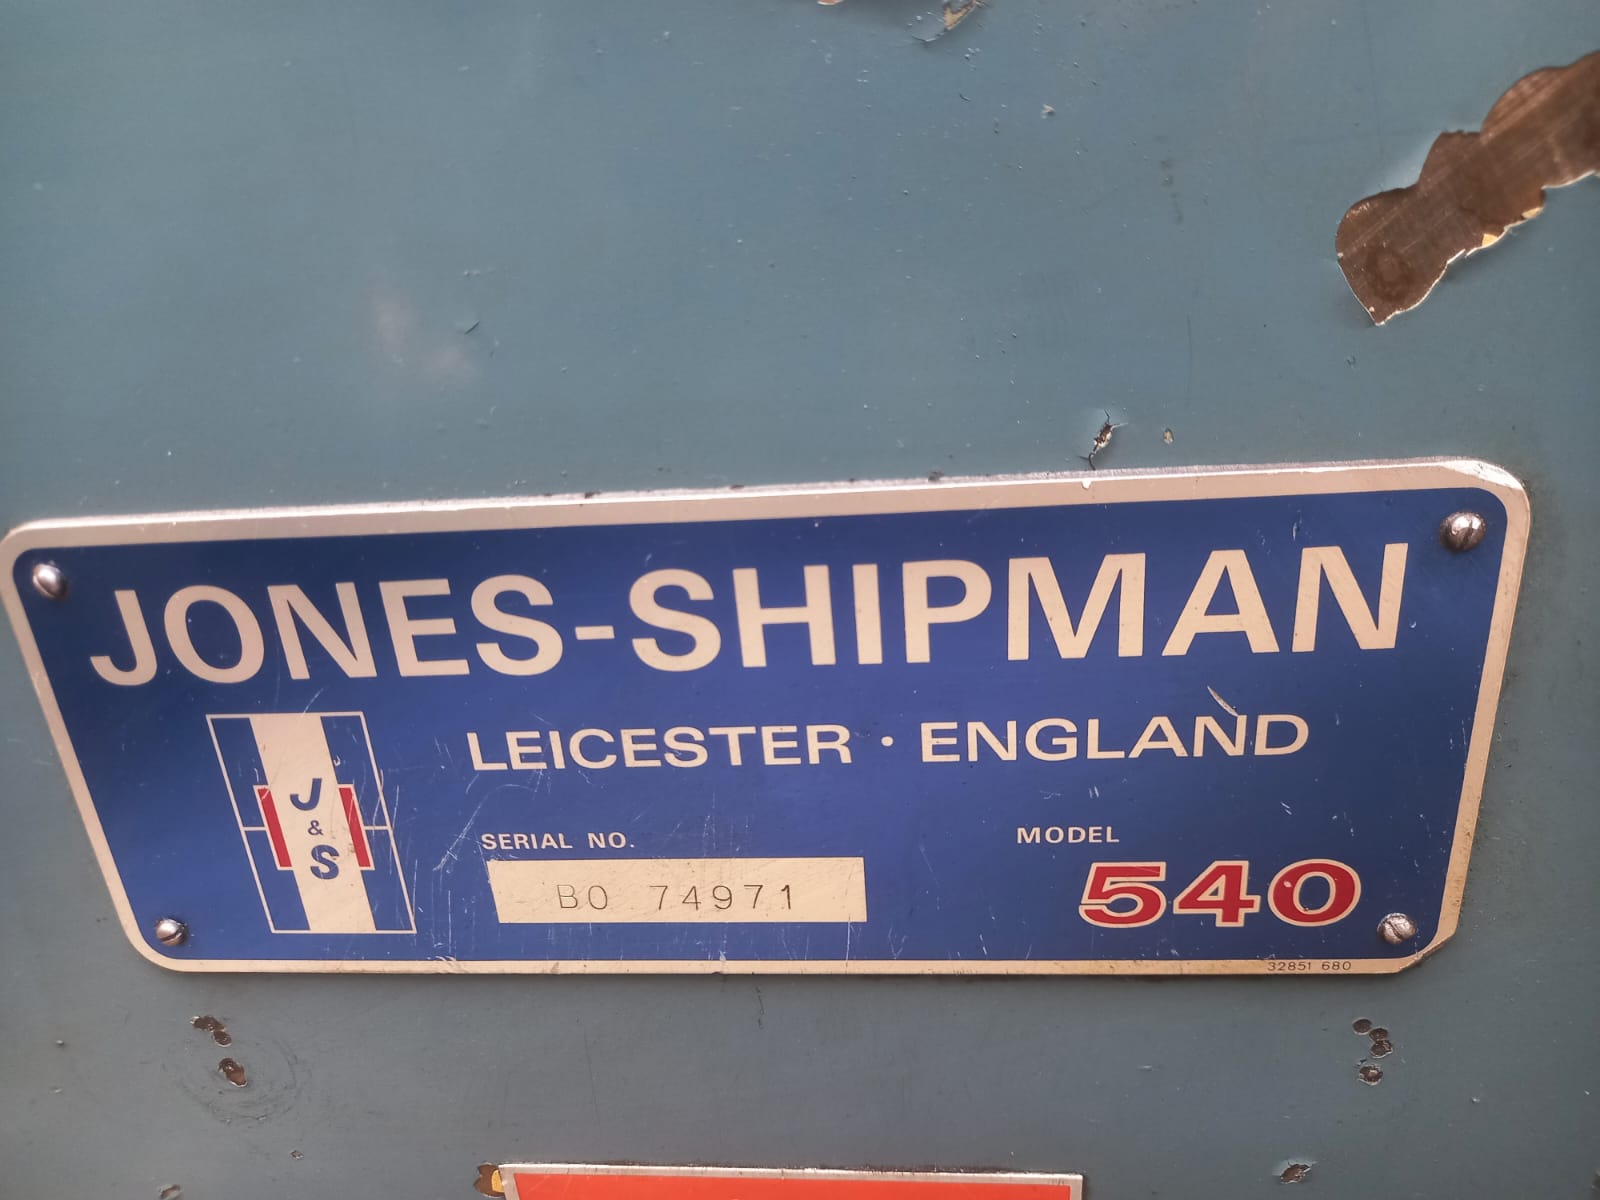 JONES-SHIPMAN
LEICESTER · ENGLAND
J
&
S
SERIAL NO.
BO 74971
MODEL
540
32851 680